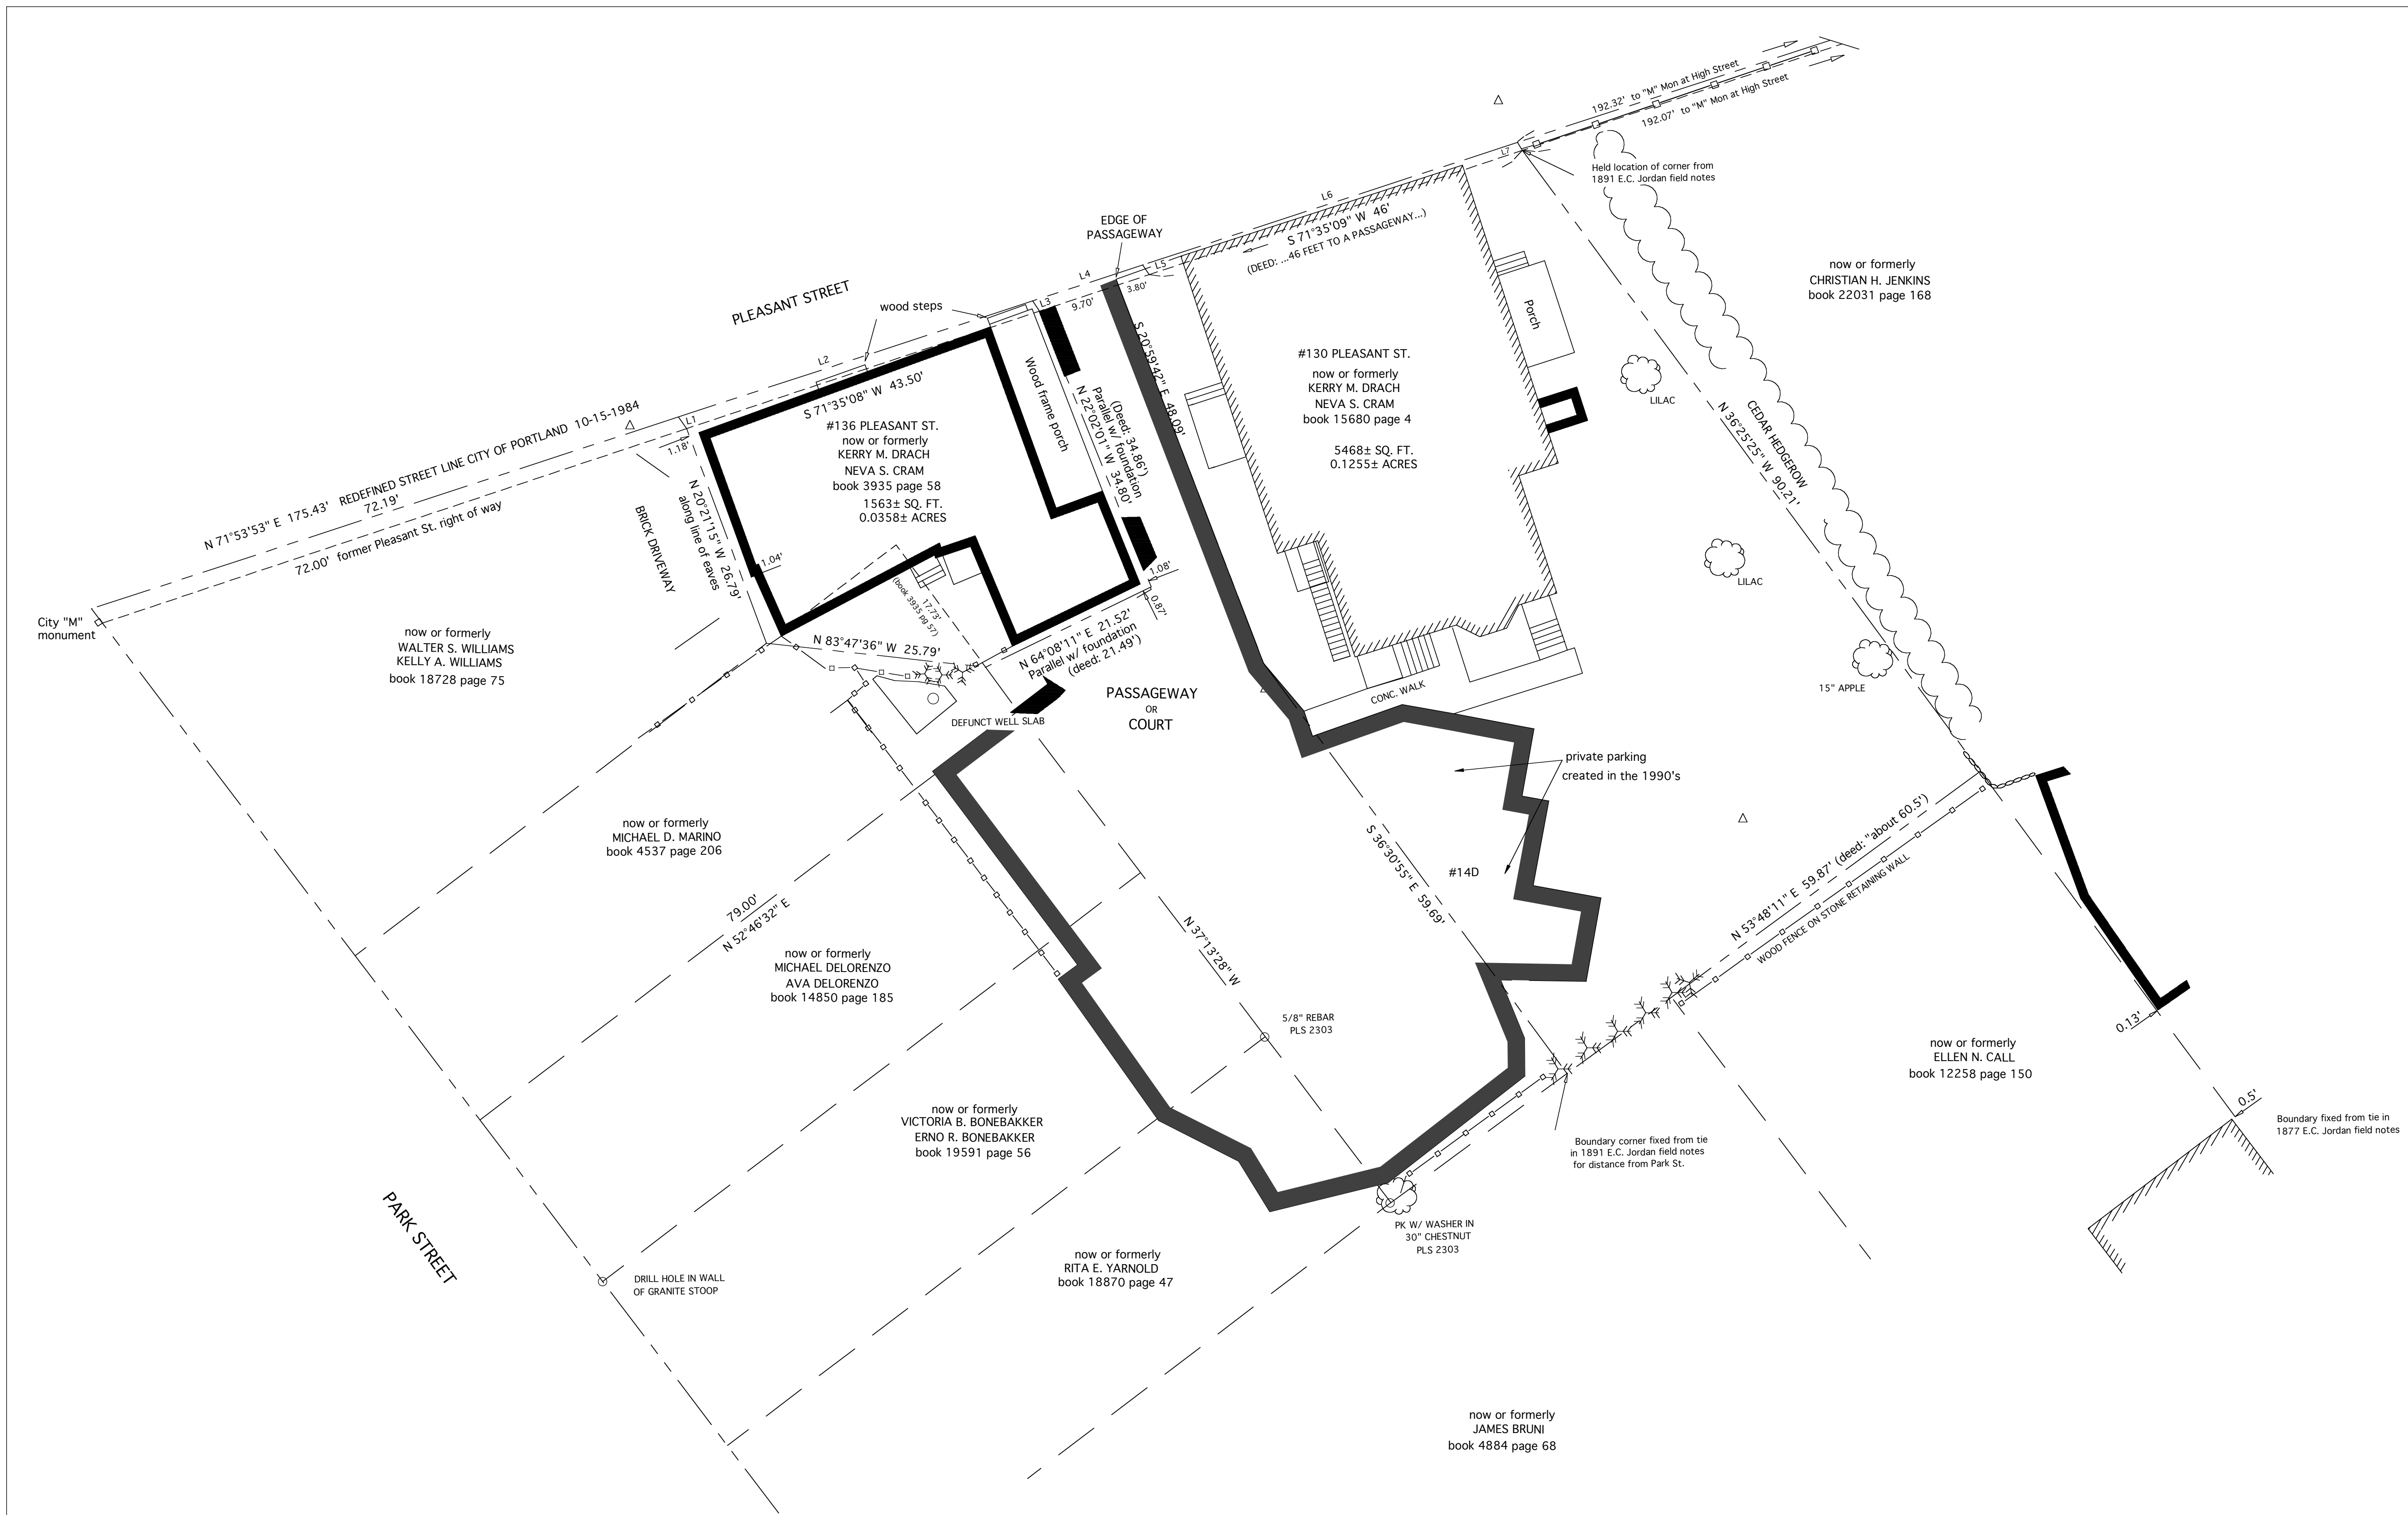 192.32' to "M" Mon at High Street
192.07' to "M" Mon at High Street
L7
Held location of corner from
1891 E.C. Jordan field notes
L6
S 71°35'09" W 46'
(DEED: ...46 FEET TO A PASSAGEWAY...)
EDGE OF
PASSAGEWAY
L5
L4
3.80'
9.70'
L3
PLEASANT STREET
wood steps
L2
L1
now or formerly
CHRISTIAN H. JENKINS
book 22031 page 168
Porch
#130 PLEASANT ST.
now or formerly
KERRY M. DRACH
NEVA S. CRAM
book 15680 page 4
5468± SQ. FT.
0.1255± ACRES
LILAC
CEDAR HEDGEROW
N 36°25'25" W 90.21'
S 20°59'42" E 48.09'
(Deed: 34.86')
Parallel w/ foundation
N 22°02'01" W 34.80'
Wood frame porch
S 71°35'08" W 43.50'
#136 PLEASANT ST.
now or formerly
KERRY M. DRACH
NEVA S. CRAM
book 3935 page 58
1563± SQ. FT.
0.0358± ACRES
1.18'
N 71°53'53" E 175.43' REDEFINED STREET LINE CITY OF PORTLAND 10-15-1984
72.19'
72.00' former Pleasant St. right of way
BRICK DRIVEWAY
N 20°21'15" W 26.79'
along line of eaves
1.04'
17.73'
(book 3935 pg 57)
1.08'
0.87'
LILAC
City "M"
monument
now or formerly
WALTER S. WILLIAMS
KELLY A. WILLIAMS
book 18728 page 75
N 83°47'36" W 25.79'
N 64°08'11" E 21.52'
Parallel w/ foundation
(deed: 21.49')
PASSAGEWAY
OR
COURT
CONC. WALK
15" APPLE
DEFUNCT WELL SLAB
private parking
created in the 1990's
now or formerly
MICHAEL D. MARINO
book 4537 page 206
S 36°30'55" E 59.69'
#14D
N 53°48'11" E 59.87' (deed: "about 60.5')
WOOD FENCE ON STONE RETAINING WALL
79.00'
N 52°46'32" E
N 37°13'28" W
now or formerly
MICHAEL DELORENZO
AVA DELORENZO
book 14850 page 185
5/8" REBAR
PLS 2303
0.13'
now or formerly
ELLEN N. CALL
book 12258 page 150
0.5'
Boundary fixed from tie in
1877 E.C. Jordan field notes
now or formerly
VICTORIA B. BONEBAKKER
ERNO R. BONEBAKKER
book 19591 page 56
Boundary corner fixed from tie
in 1891 E.C. Jordan field notes
for distance from Park St.
PARK STREET
PK W/ WASHER IN
30" CHESTNUT
PLS 2303
now or formerly
RITA E. YARNOLD
book 18870 page 47
DRILL HOLE IN WALL
OF GRANITE STOOP
now or formerly
JAMES BRUNI
book 4884 page 68